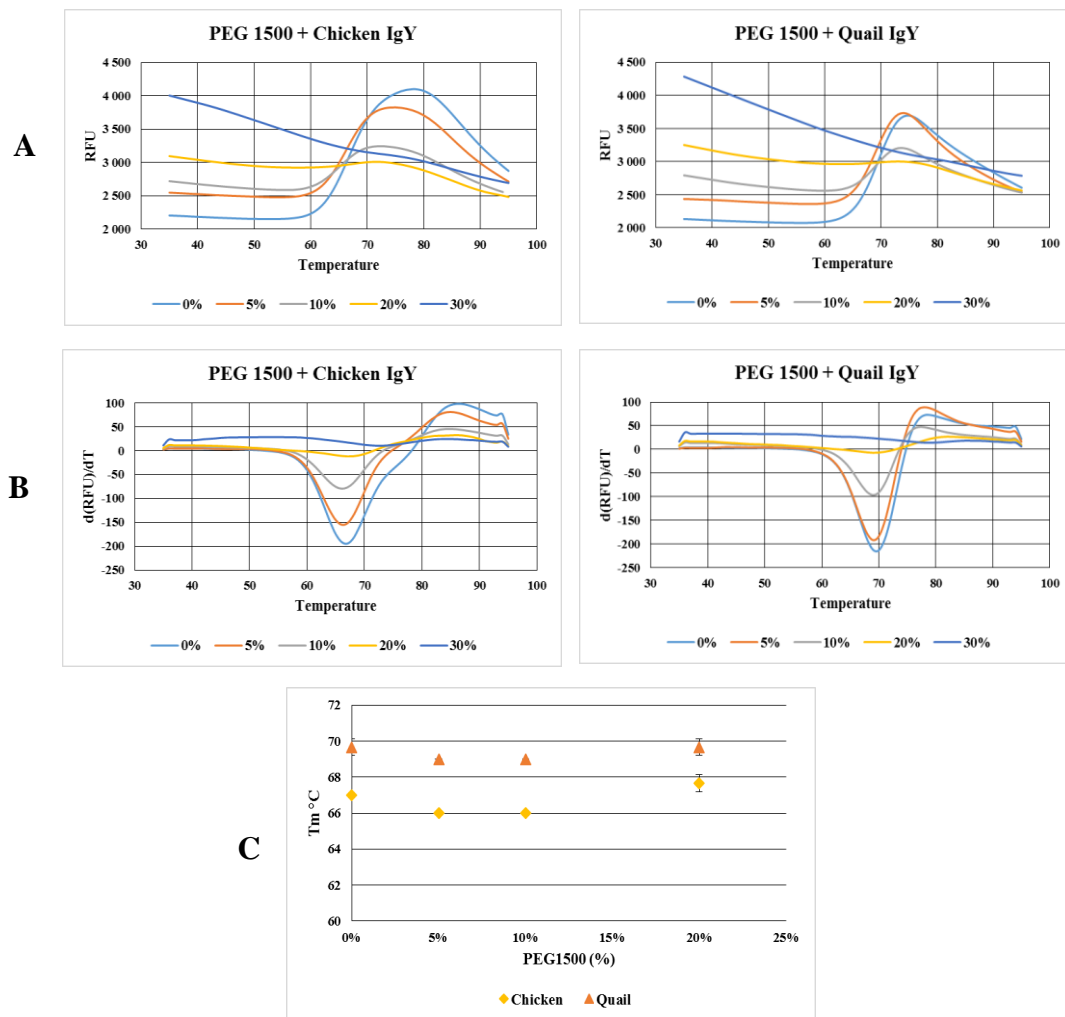 PEG 1500 + Chicken IgY
4 500
4 000
3 500
3 000
2 500
2 000
RFU
30 40 50 60 70 80 90 100
Temperature
0% 5% 10% 20% 30%
A
PEG 1500 + Quail IgY
4 500
4 000
3 500
3 000
2 500
2 000
RFU
30 40 50 60 70 80 90 100
Temperature
0% 5% 10% 20% 30%
PEG 1500 + Chicken IgY
100
50
0
-50
-100
-150
-200
-250
d(RFU)/dT
30 40 50 60 70 80 90 100
Temperature
0% 5% 10% 20% 30%
B
PEG 1500 + Quail IgY
100
50
0
-50
-100
-150
-200
-250
d(RFU)/dT
30 40 50 60 70 80 90 100
Temperature
0% 5% 10% 20% 30%
C
72
70
68
66
64
62
60
Tm °C
0% 5% 10% 15% 20% 25%
PEG1500 (%)
Chicken Quail